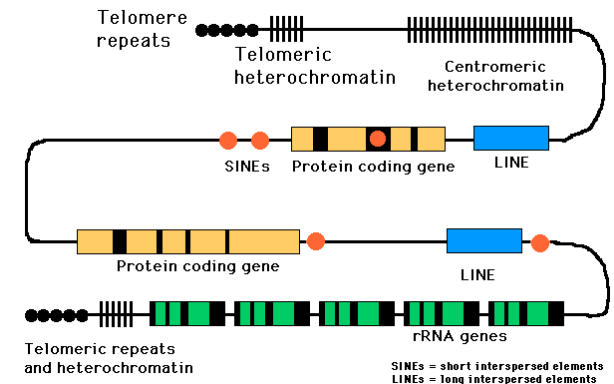 Telomere
repeats
Telomeric
heterochromatin
Centromeric
heterochromatin
SINEs
Protein coding gene
LINE
Protein coding gene
LINE
rRNA genes
Telomeric repeats
and heterochromatin
SINEs = short interspersed elements
LINEs = long interspersed elements